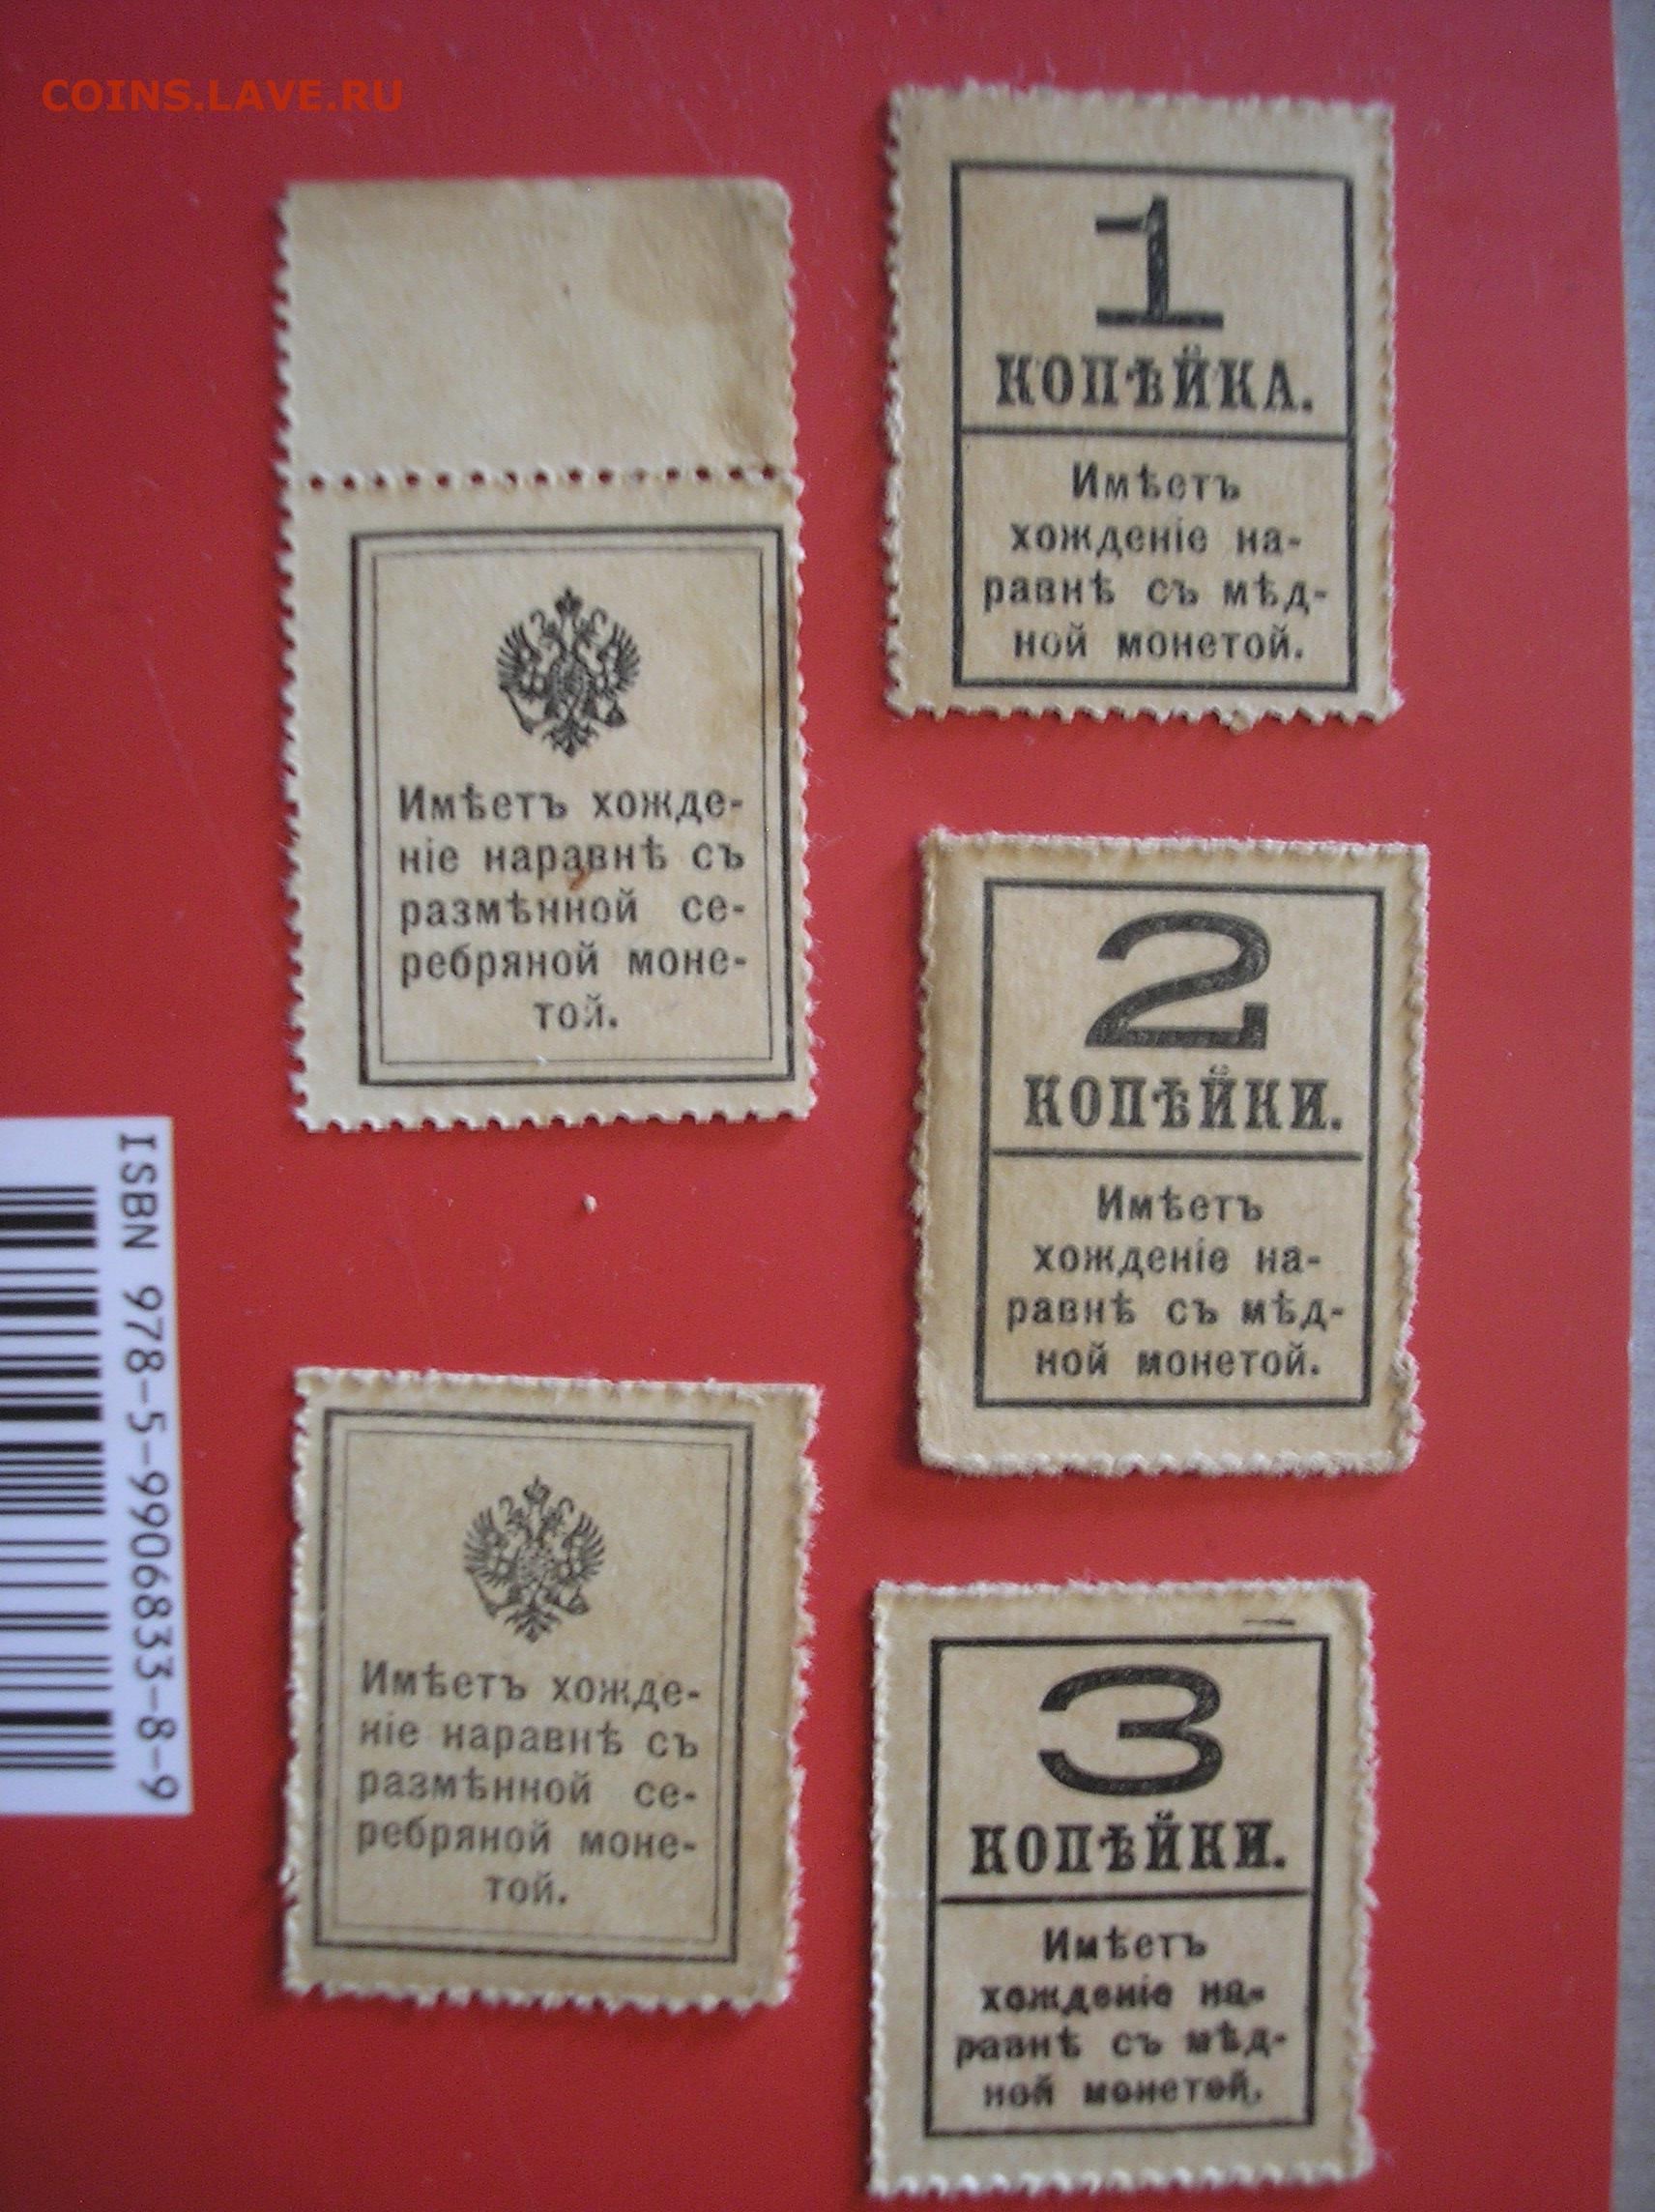 COINS.LAVE.RU
Имѣетъ хожде-
ніе наравнѣ съ
размѣнной се-
ребряной моне-
той.
Имѣетъ хожде-
ніе наравнѣ съ
размѣнной се-
ребряной моне-
той.
1
КОПѢЙКА.
Имѣетъ
хожденіе на-
равнѣ съ мѣд-
ной монетой.
2
КОПѢЙКИ.
Имѣетъ
хожденіе на-
равнѣ съ мѣд-
ной монетой.
3
КОПѢЙКИ.
Имѣетъ
хожденіе на-
равнѣ съ мѣд-
ной монетой.
ISBN 978-5-9906833-8-9